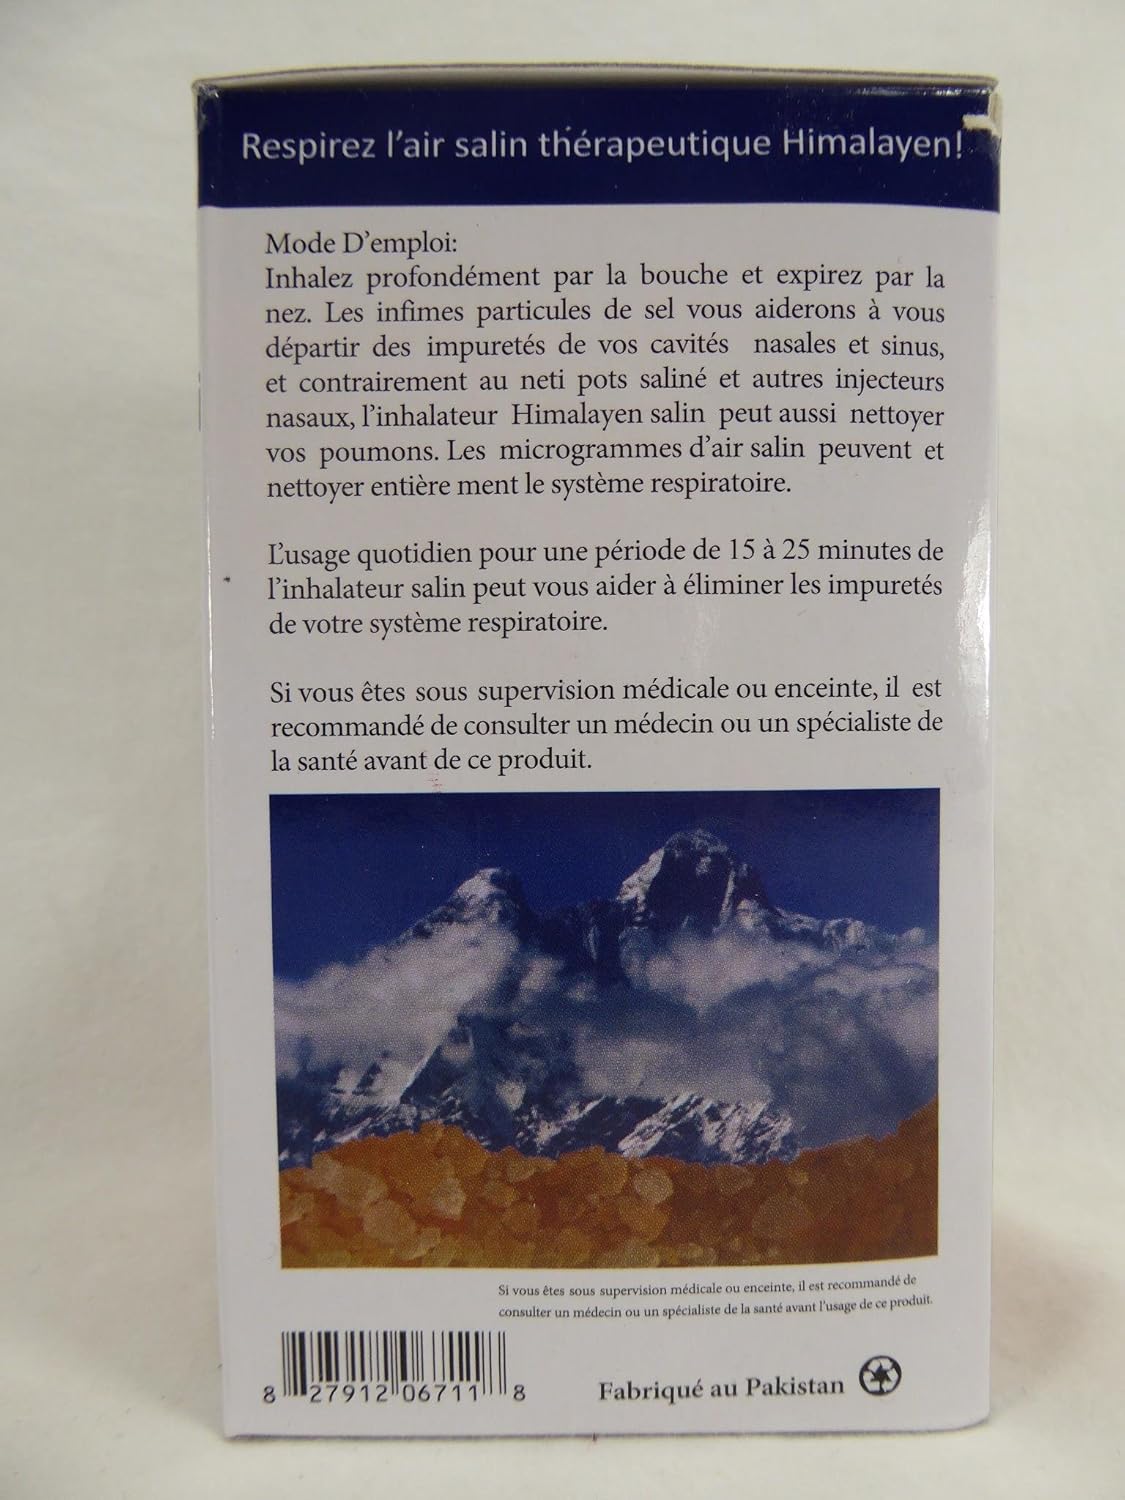 Respirez l'air salin thérapeutique Himalayen!
Mode D'emploi:
Inhalez profondément par la bouche et expirez par la
nez. Les infimes particules de sel vous aiderons à vous
départir des impuretés de vos cavités nasales et sinus,
et contrairement au neti pots saliné et autres injecteurs
nasaux, l'inhalateur Himalayen salin peut aussi nettoyer
vos poumons. Les microgrammes d'air salin peuvent et
nettoyer entière ment le système respiratoire.
L'usage quotidien pour une période de 15 à 25 minutes de
l'inhalateur salin peut vous aider à éliminer les impuretés
de votre système respiratoire.
Si vous êtes sous supervision médicale ou enceinte, il est
recommandé de consulter un médecin ou un spécialiste de
la santé avant de ce produit.
Si vous êtes sous supervision médicale ou enceinte, il est recommandé de
consulter un médecin ou un spécialiste de la santé avant l'usage de ce produit.
8 27912 06711 8
Fabriqué au Pakistan